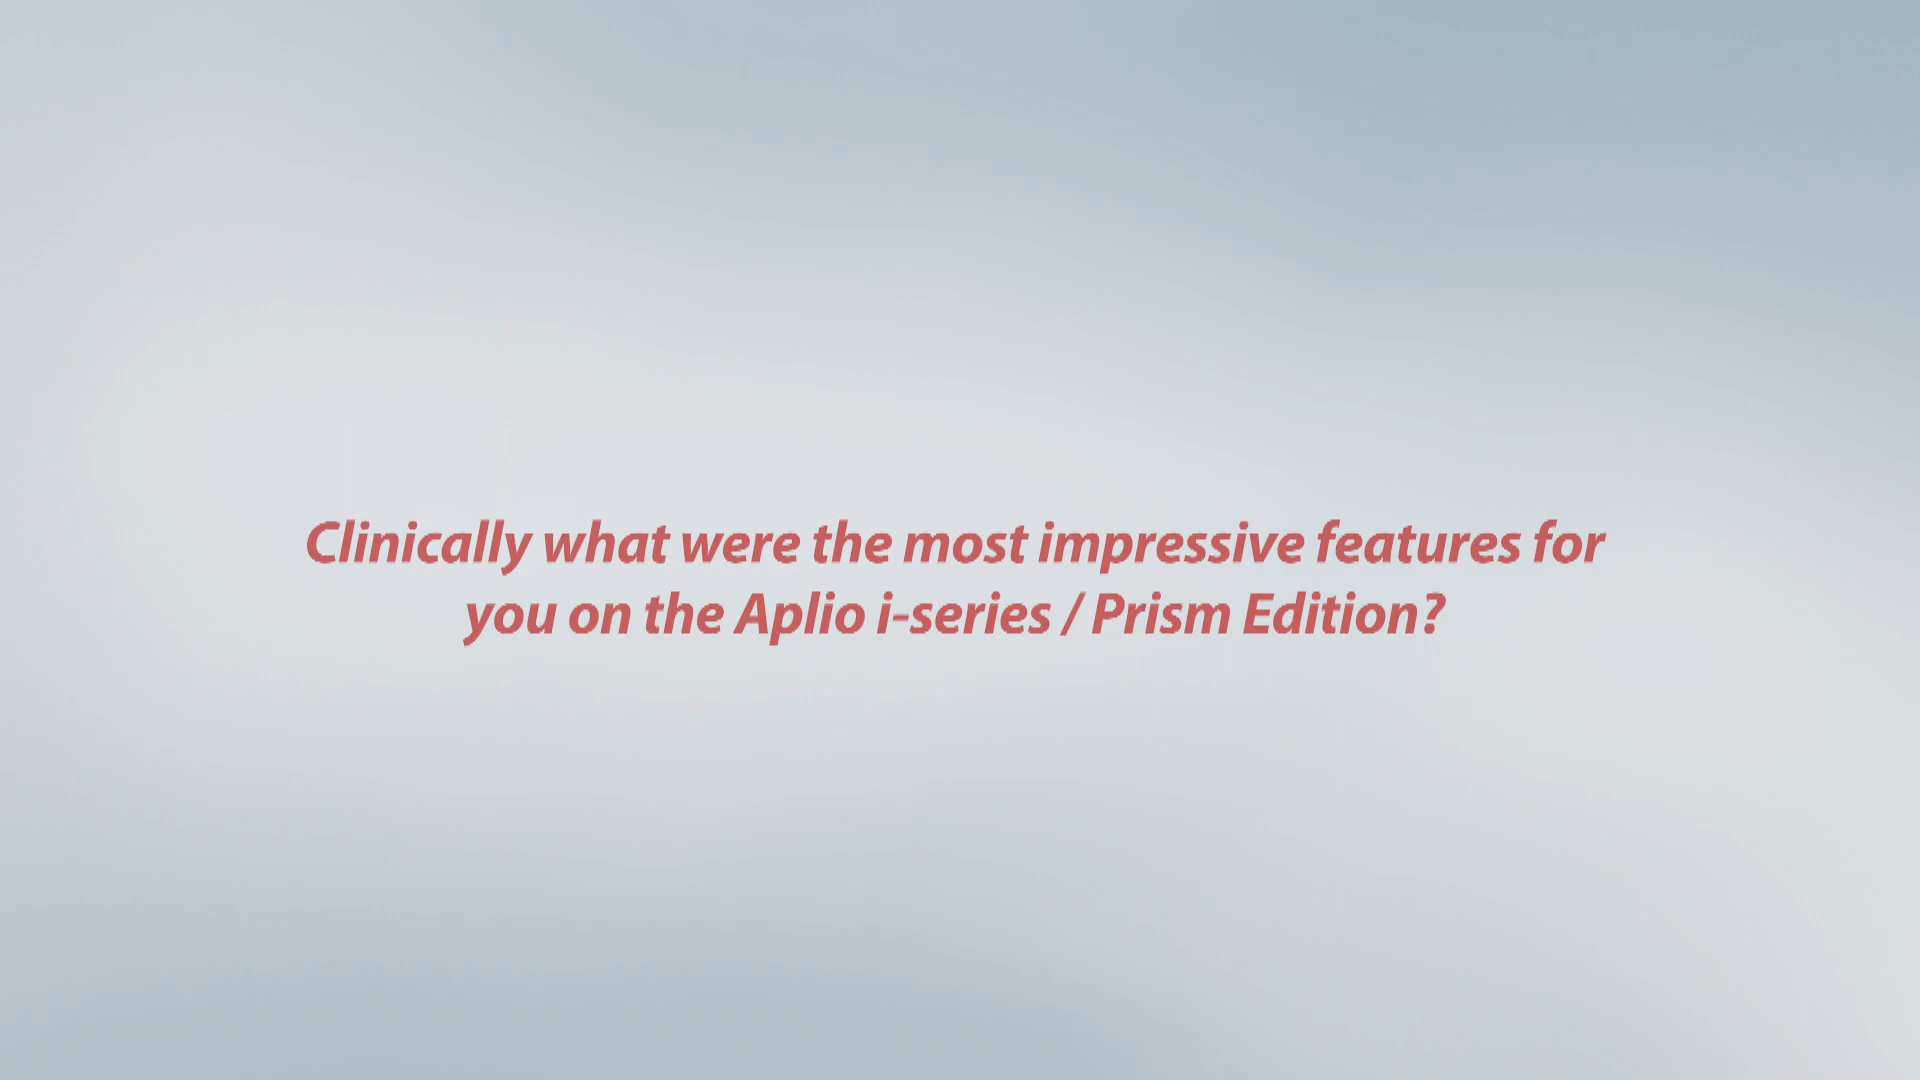 Clinically what were the most impressive features for
you on the Aplio i-series / Prism Edition?